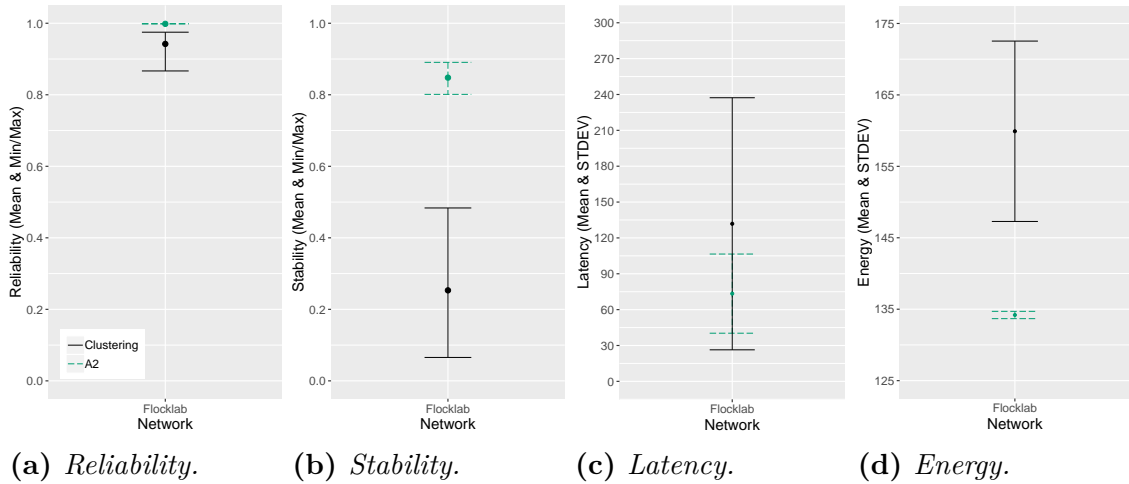 Reliability (Mean & Min/Max)
1.0
0.8
0.6
0.4
0.2
0.0
Clustering
A2
Flocklab
Network
Stability (Mean & Min/Max)
1.0
0.8
0.6
0.4
0.2
0.0
Flocklab
Network
Latency (Mean & STDEV)
300
270
240
210
180
150
120
90
60
30
0
Flocklab
Network
Energy (Mean & STDEV)
175
165
155
145
135
125
Flocklab
Network
(a) Reliability.
(b) Stability.
(c) Latency.
(d) Energy.